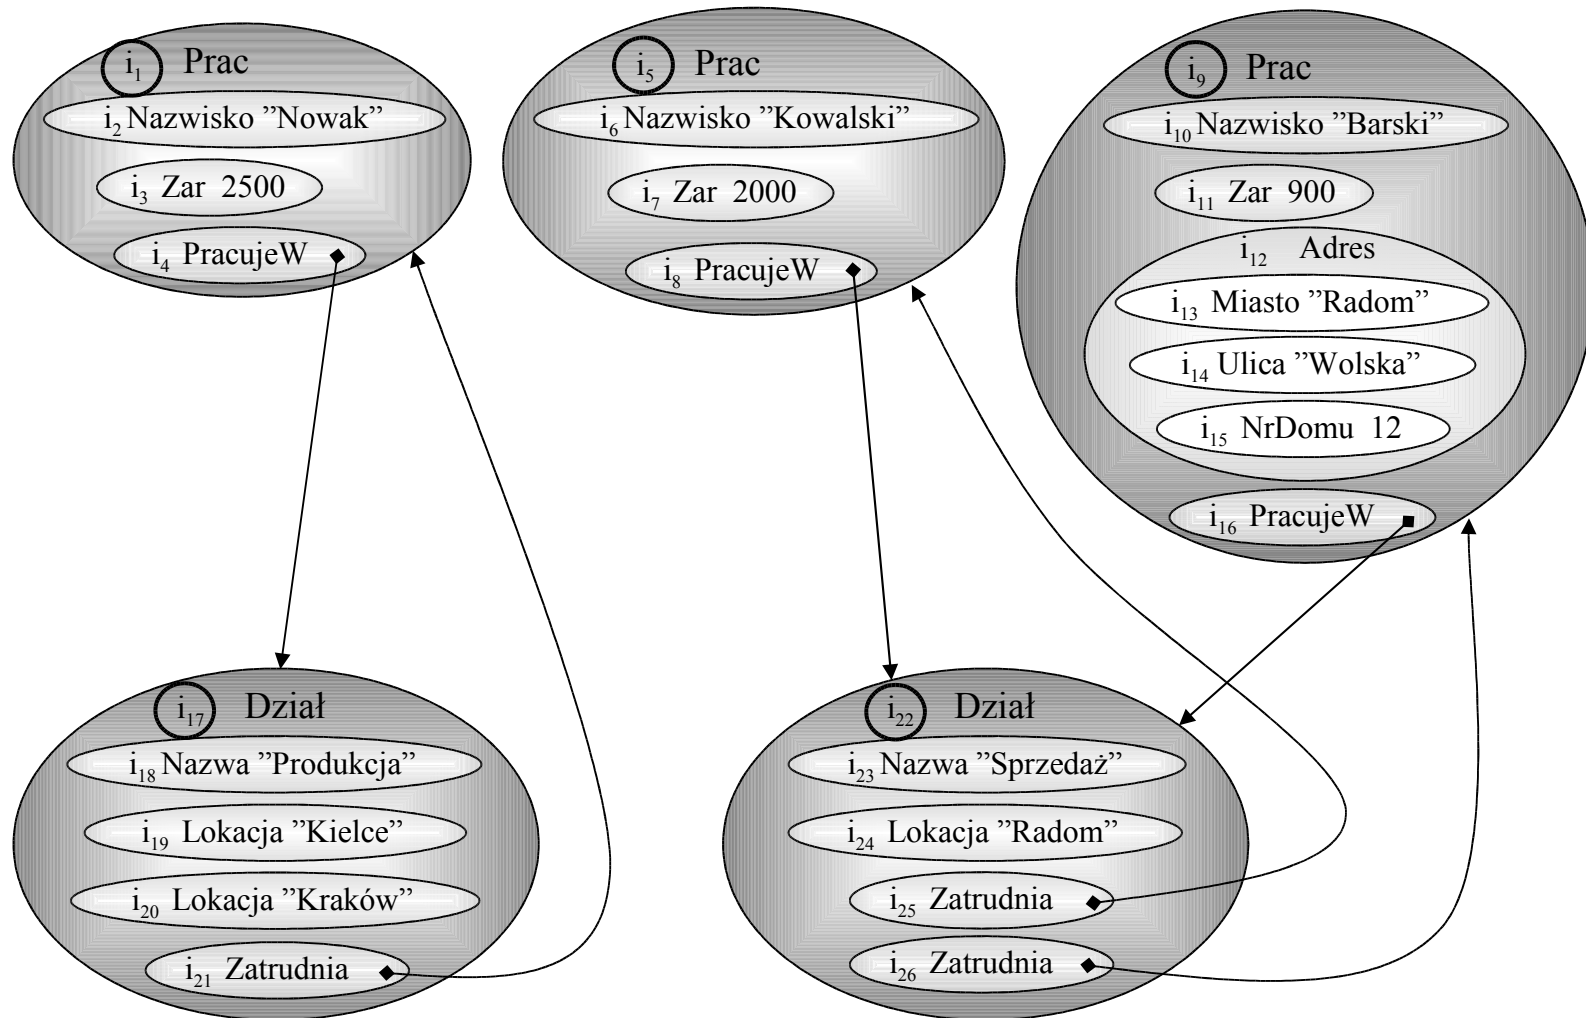 i₁ Prac
i₂ Nazwisko ”Nowak”
i₃ Zar 2500
i₄ PracujeW
i₅ Prac
i₆ Nazwisko ”Kowalski”
i₇ Zar 2000
i₈ PracujeW
i₉ Prac
i₁₀ Nazwisko ”Barski”
i₁₁ Zar 900
i₁₂ Adres
i₁₃ Miasto ”Radom”
i₁₄ Ulica ”Wolska”
i₁₅ NrDomu 12
i₁₆ PracujeW
i₁₇ Dział
i₁₈ Nazwa ”Produkcja”
i₁₉ Lokacja ”Kielce”
i₂₀ Lokacja ”Kraków”
i₂₁ Zatrudnia
i₂₂ Dział
i₂₃ Nazwa ”Sprzedaż”
i₂₄ Lokacja ”Radom”
i₂₅ Zatrudnia
i₂₆ Zatrudnia